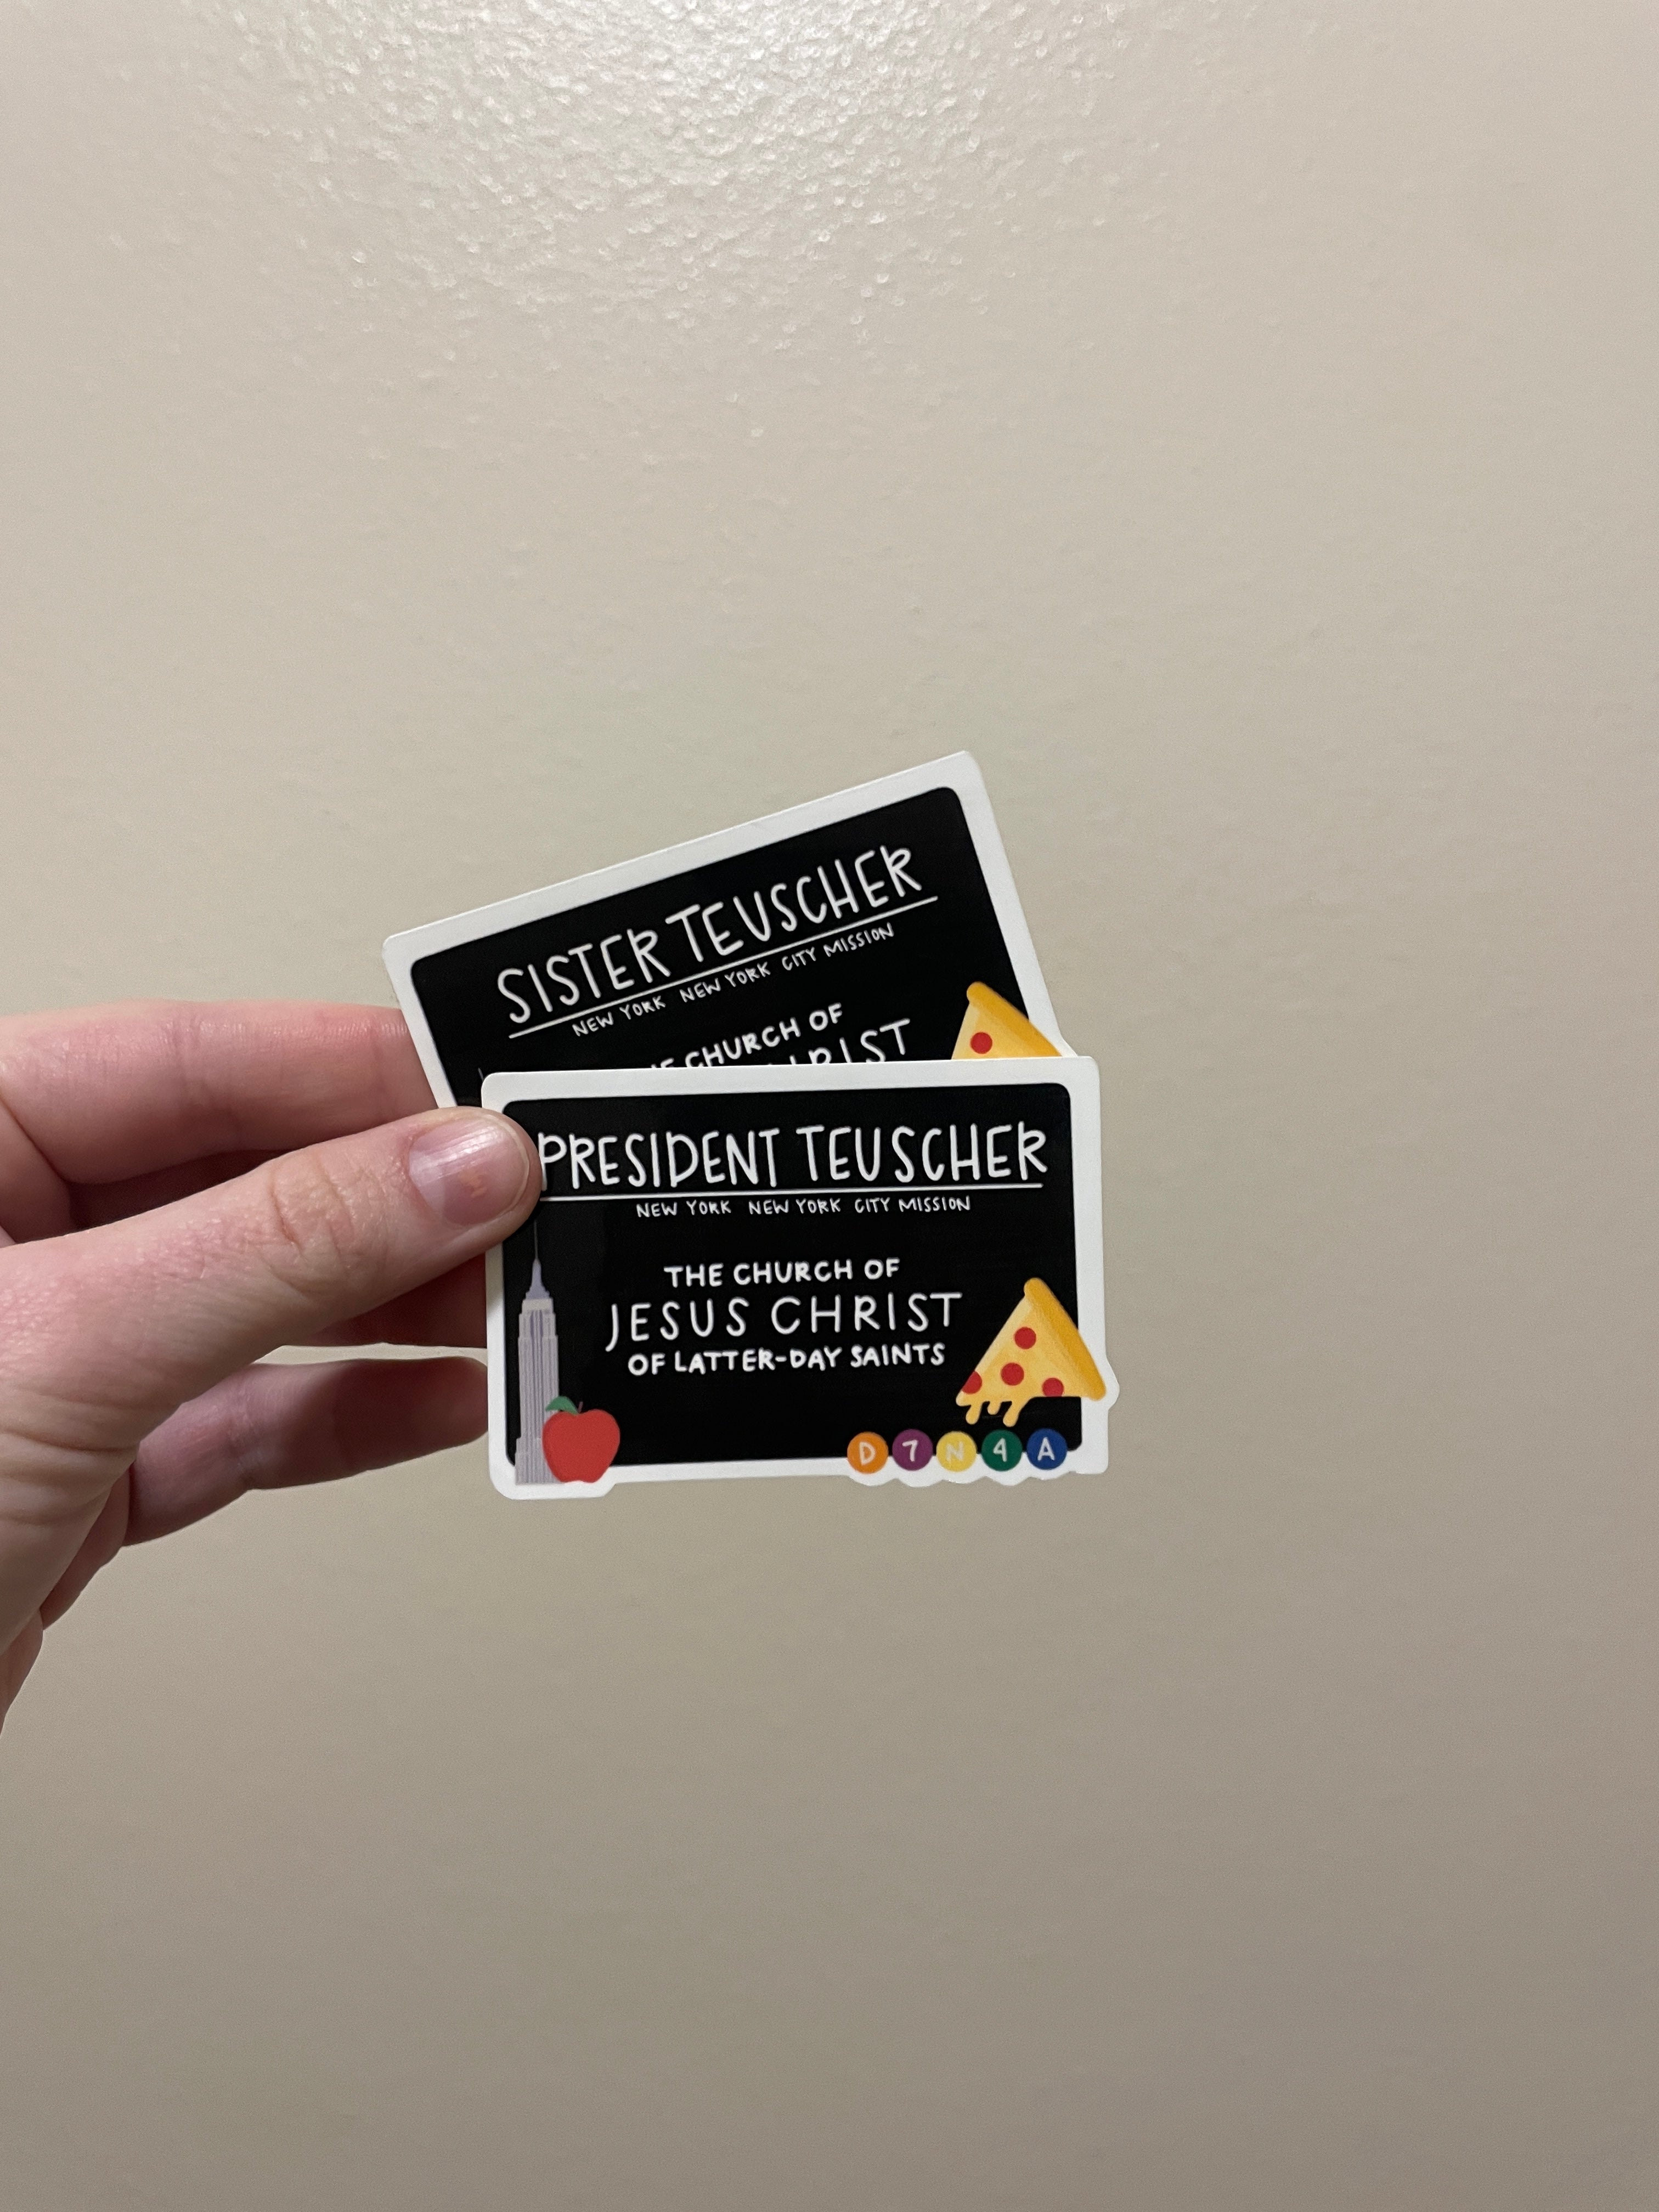 SISTER TEUSCHER
NEW YORK NEW YORK CITY MISSION
CHURCH OF
PRESIDENT TEUSCHER
NEW YORK NEW YORK CITY MISSION
THE CHURCH OF
JESUS CHRIST
OF LATTER-DAY SAINTS
D 7 N 4 A